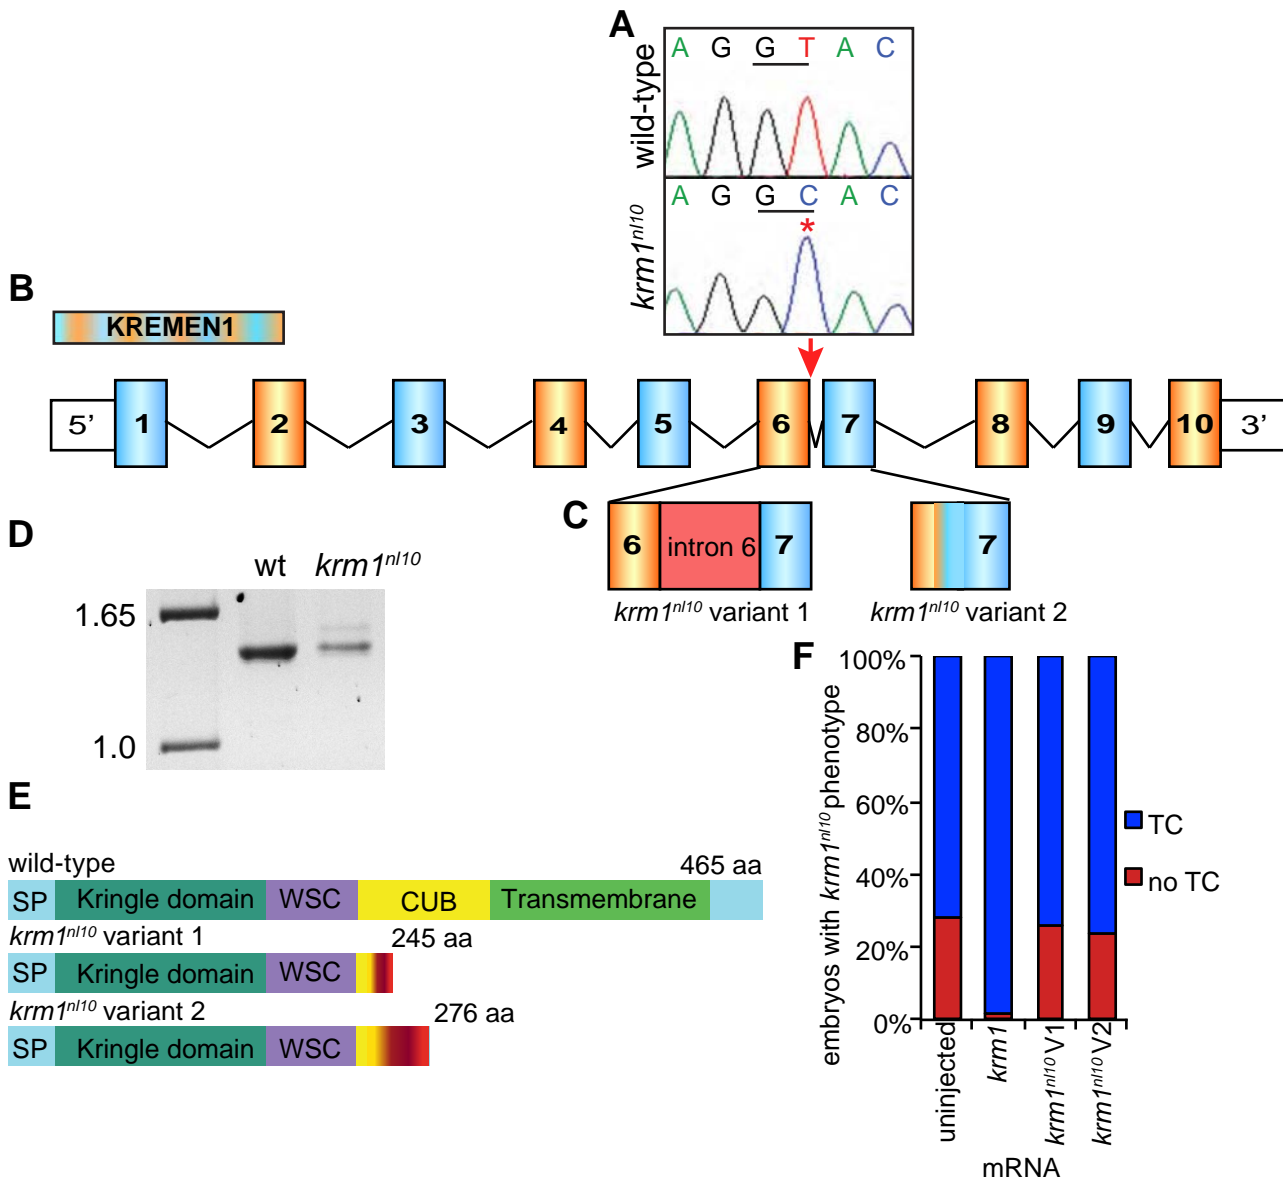 A
wild-type
A G G T A C
krm1nl10
A G G C A C
*
B
KREMEN1
5' 1 2 3 4 5 6 7 8 9 10 3'
C
6 intron 6 7
krm1nl10 variant 1
7
krm1nl10 variant 2
D
wt krm1nl10
1.65
1.0
E
wild-type
465 aa
SP Kringle domain WSC CUB Transmembrane
krm1nl10 variant 1
245 aa
SP Kringle domain WSC
krm1nl10 variant 2
276 aa
SP Kringle domain WSC
F
embryos with krm1nl10 phenotype
100%
80%
60%
40%
20%
0%
TC
no TC
uninjected
krm1
krm1nl10 V1
krm1nl10 V2
mRNA